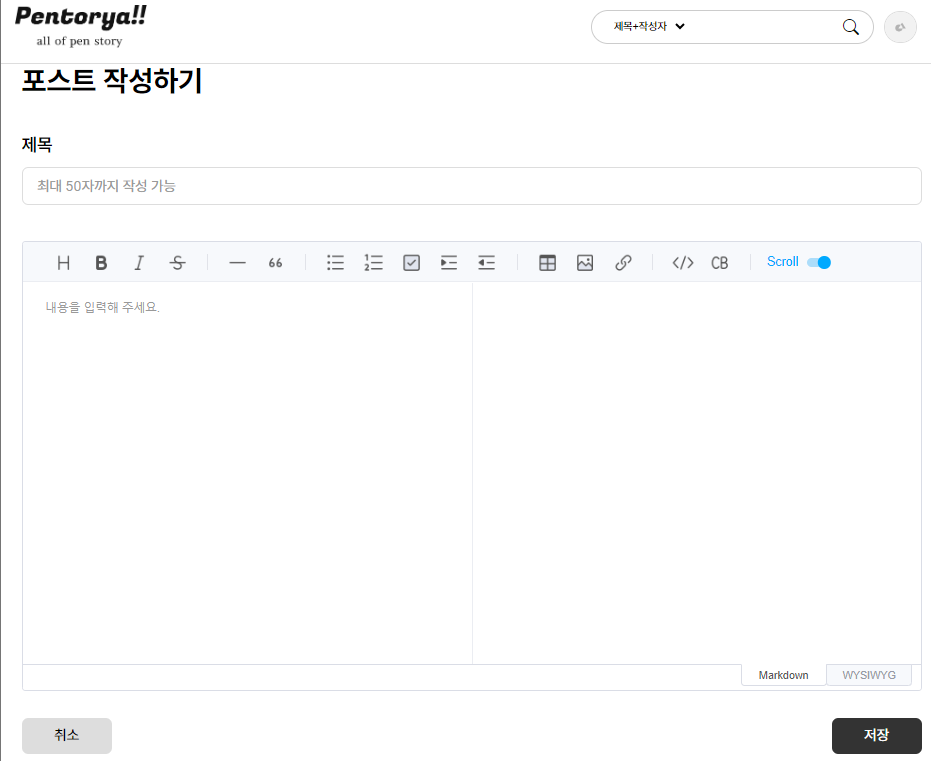 Pentorya!!
all of pen story
제목+작성자
포스트 작성하기
제목
최대 50자까지 작성 가능
H B I S 66 CB Scroll
내용을 입력해 주세요.
Markdown WYSIWYG
취소 저장